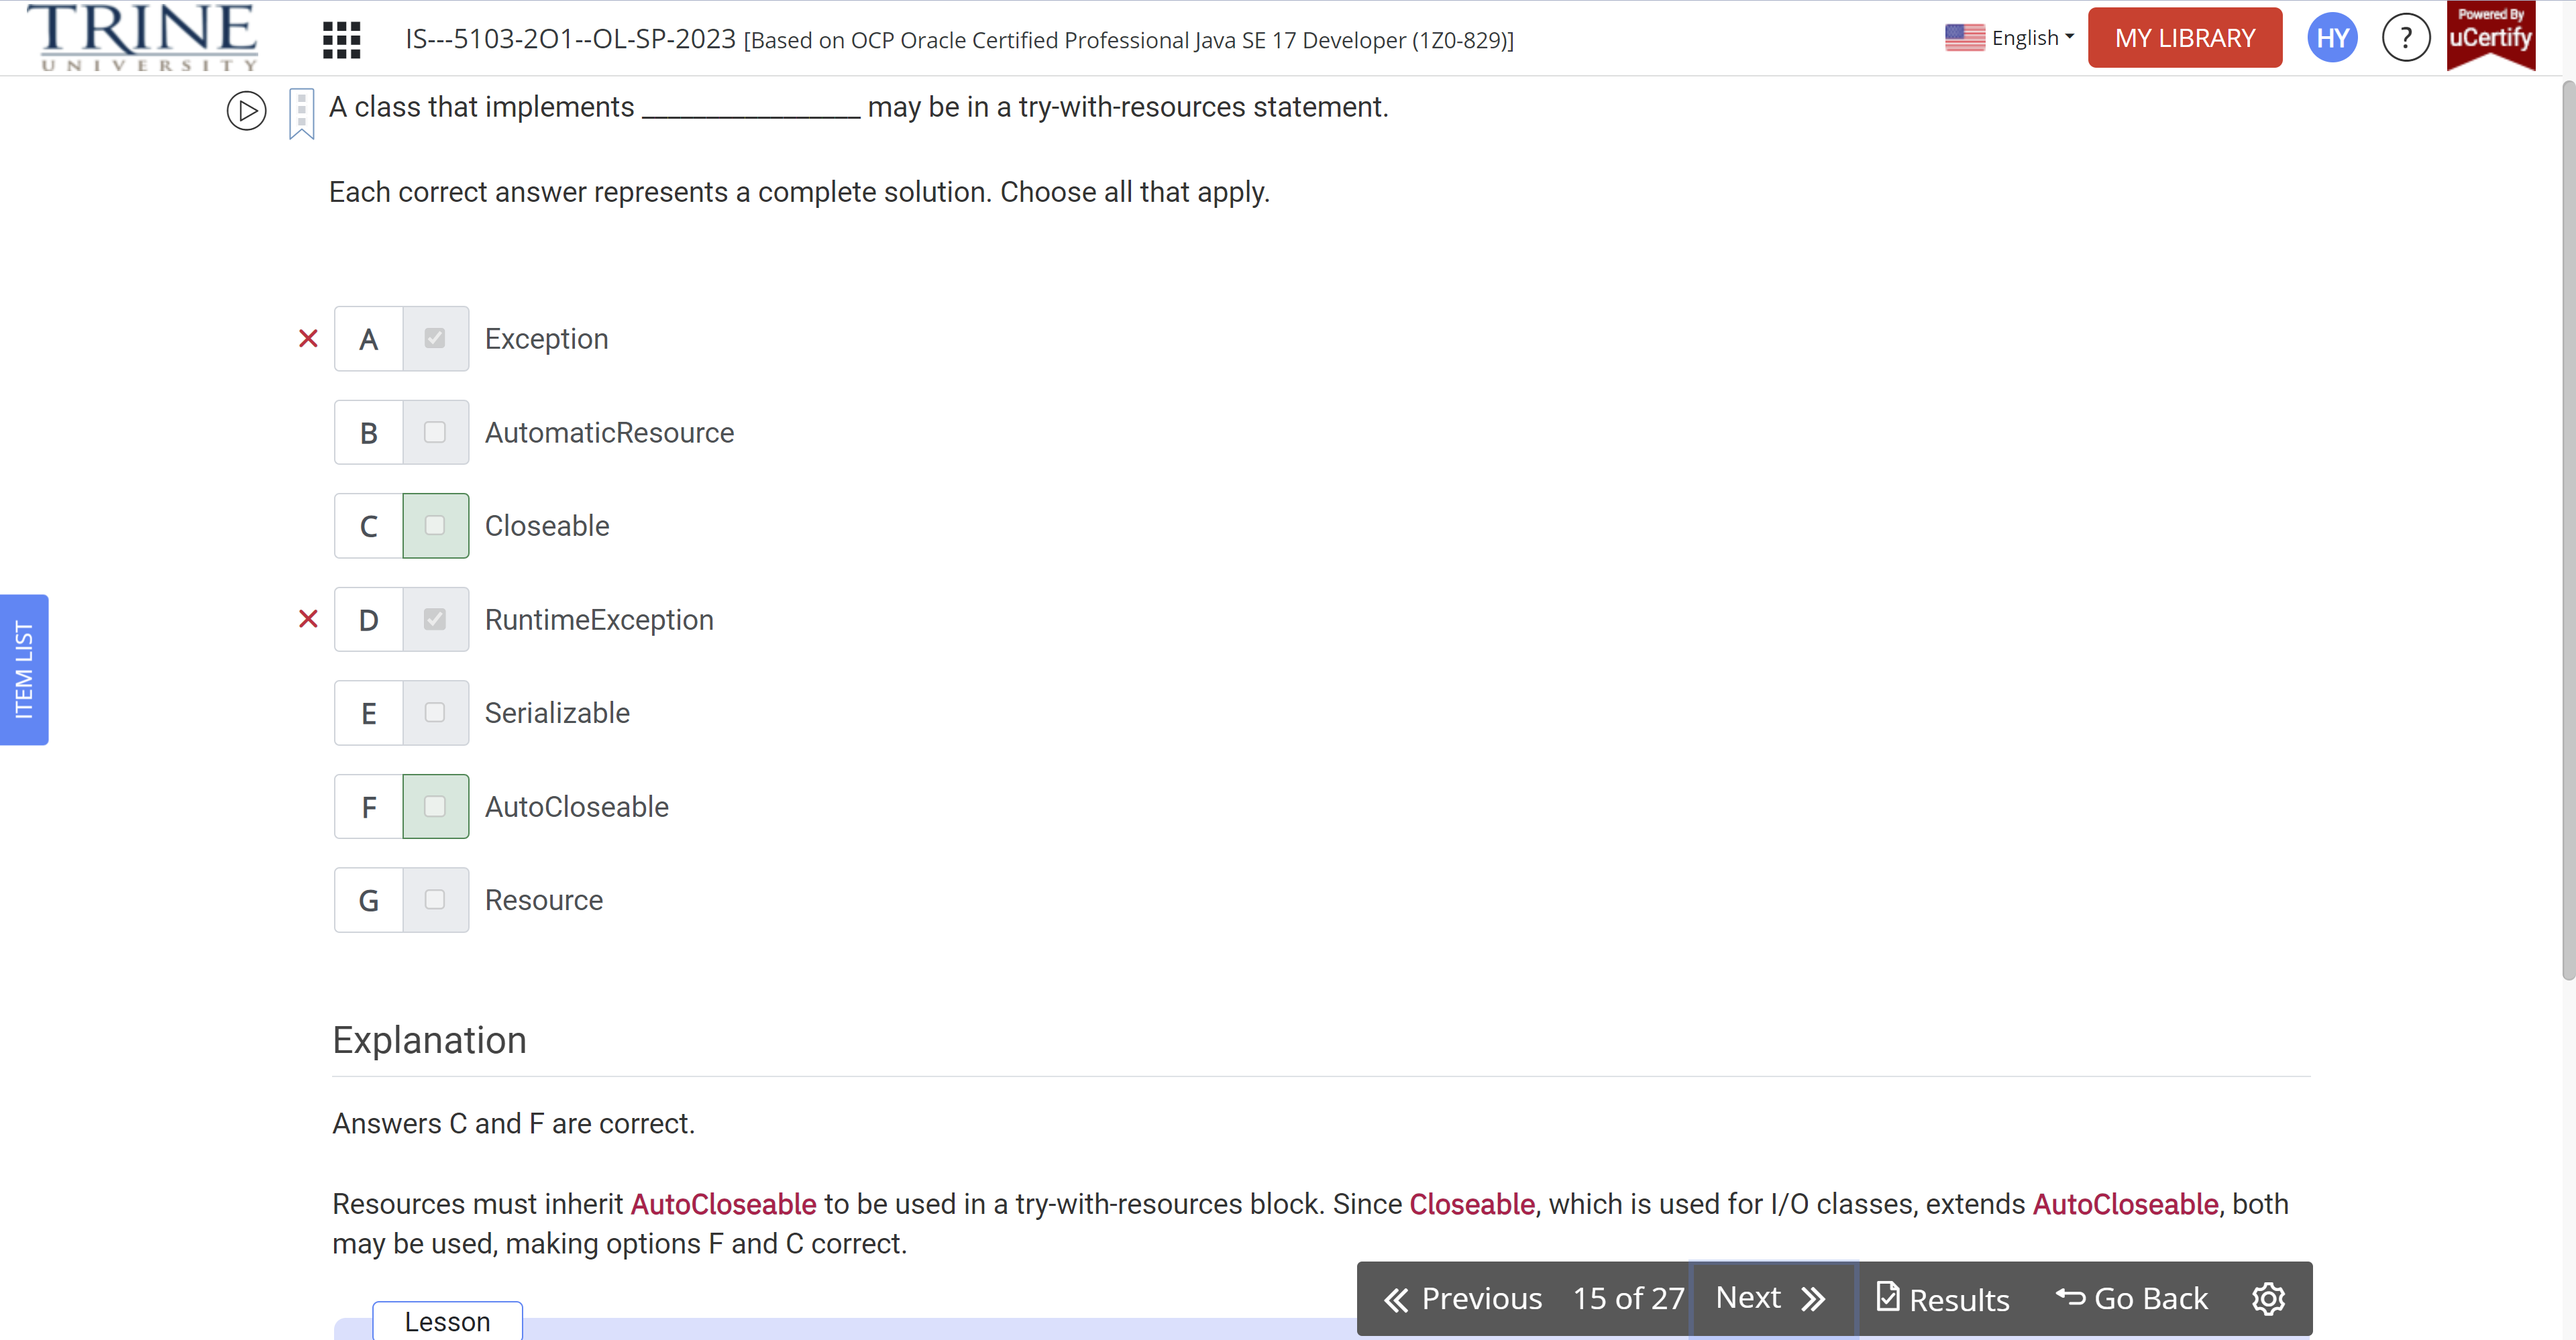 TRINE
UNIVERSITY
IS---5103-2O1--OL-SP-2023 [Based on OCP Oracle Certified Professional Java SE 17 Developer (1Z0-829)]
English
MY LIBRARY
HY
?
Powered By
uCertify
A class that implements ________________ may be in a try-with-resources statement.
Each correct answer represents a complete solution. Choose all that apply.
A Exception
B AutomaticResource
C Closeable
D RuntimeException
E Serializable
F AutoCloseable
G Resource
ITEM LIST
Explanation
Answers C and F are correct.
Resources must inherit AutoCloseable to be used in a try-with-resources block. Since Closeable, which is used for I/O classes, extends AutoCloseable, both
may be used, making options F and C correct.
Previous 15 of 27 Next Results Go Back
Lesson